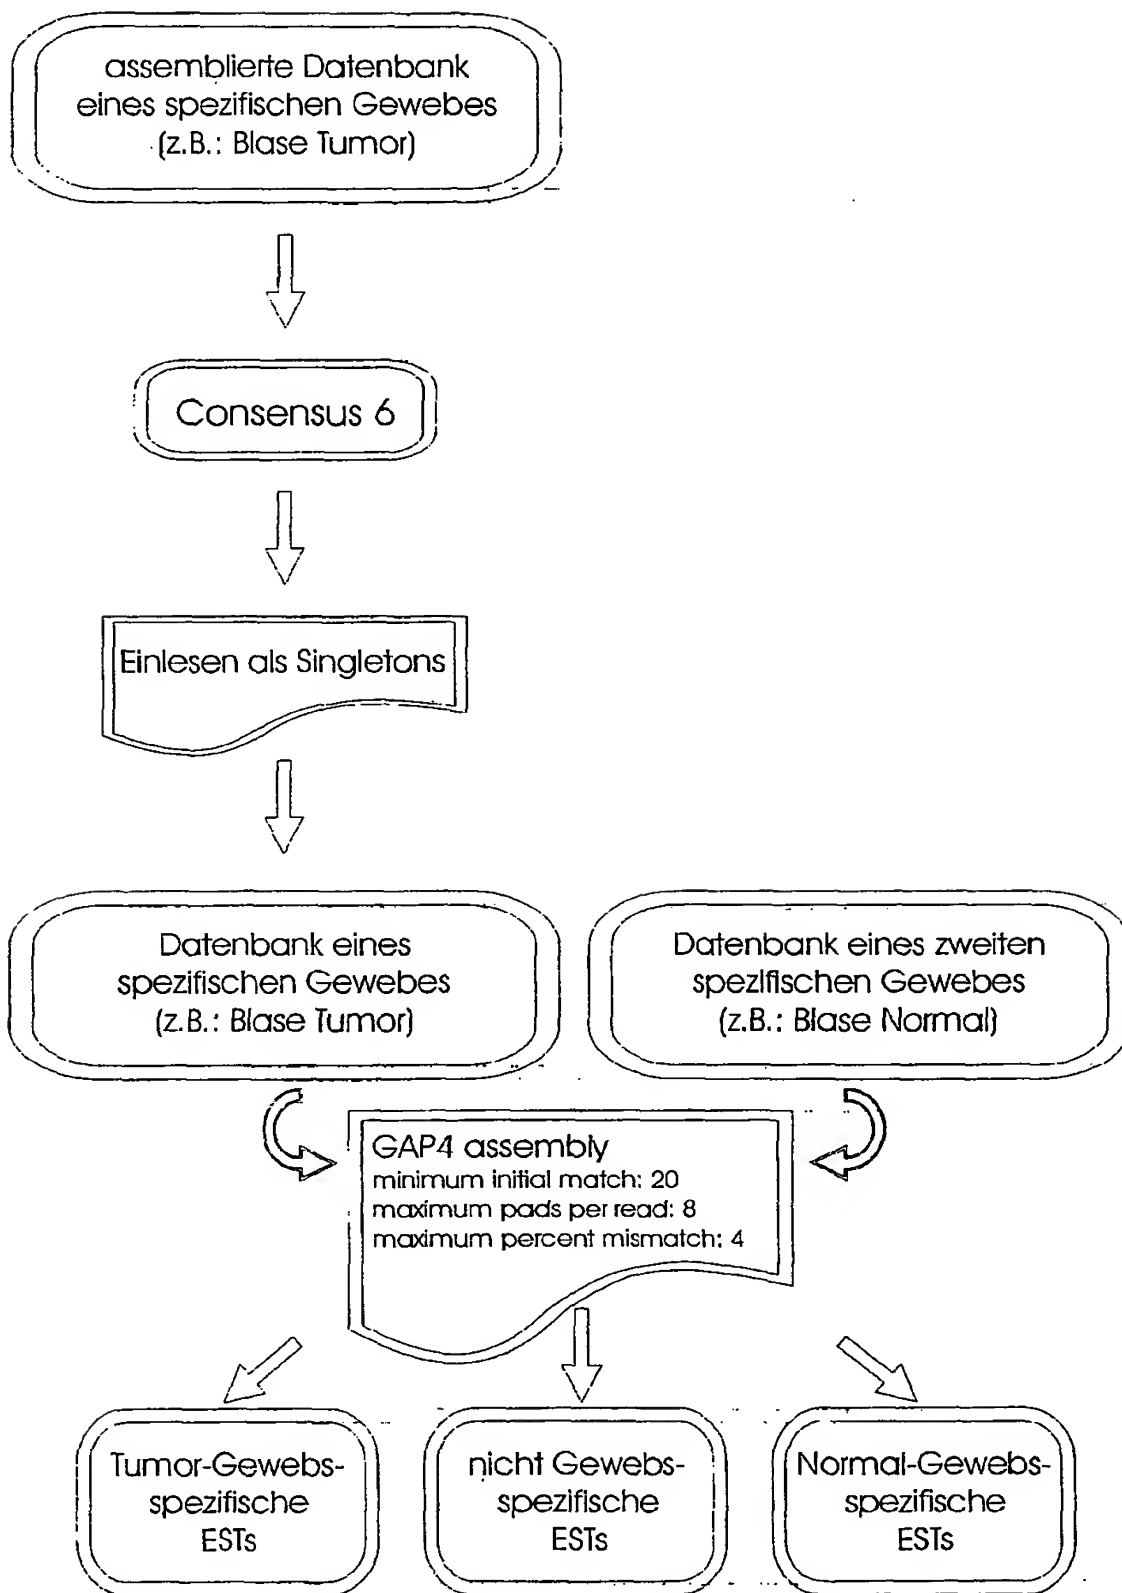 assemblierte Datenbank
eines spezifischen Gewebes
(z.B.: Blase Tumor)
Consensus 6
Einlesen als Singletons
Datenbank eines
spezifischen Gewebes
(z.B.: Blase Tumor)
Datenbank eines zweiten
spezifischen Gewebes
(z.B.: Blase Normal)
GAP4 assembly
minimum initial match: 20
maximum pads per read: 8
maximum percent mismatch: 4
Tumor-Gewebs-
spezifische
ESTs
nicht Gewebs-
spezifische
ESTs
Normal-Gewebs-
spezifische
ESTs